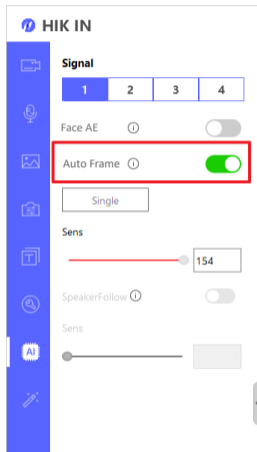 HIK IN
Signal
1 2 3 4
Face AE
Auto Frame
Single
Sens
154
SpeakerFollow
Sens
T
AI